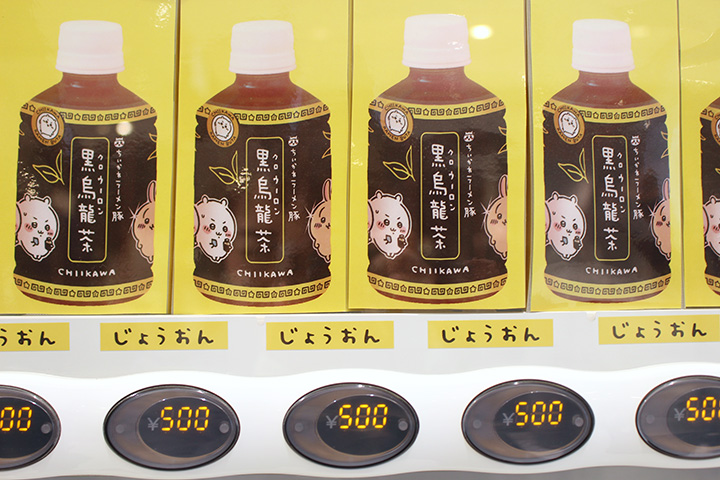 ちいかわラーメン豚
クロウーロン
黒烏龍茶
CHIIKAWA
ちいかわラーメン豚
クロウーロン
黒烏龍茶
CHIIKAWA
ちいかわラーメン豚
クロウーロン
黒烏龍茶
CHIIKAWA
ちいかわラーメン豚
クロウーロン
黒烏龍茶
CHIIKAWA
うおん
じょうおん
じょうおん
じょうおん
じょうおん
00
¥500
¥500
¥500
¥50